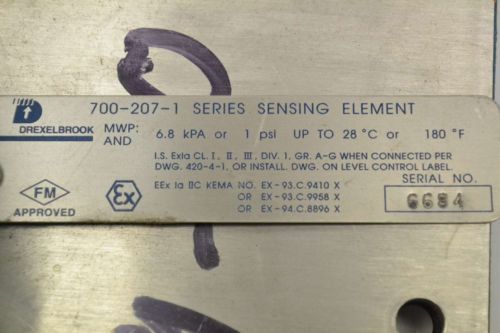 700-207-1 SERIES SENSING ELEMENT
DREXELBROOK
MWP: 6.8 kPA or 1 psi UP TO 28 °C or 180 °F
AND
I.S. ExIa CL. I, II, III, DIV. 1, GR. A-G WHEN CONNECTED PER
DWG. 420-4-1, OR INSTALL. DWG. ON LEVEL CONTROL LABEL.
FM
APPROVED
Ex
EEx Ia IIC KEMA NO. EX-93.C.9410 X
OR EX-93.C.9958 X
OR EX-94.C.8896 X
SERIAL NO.
6684